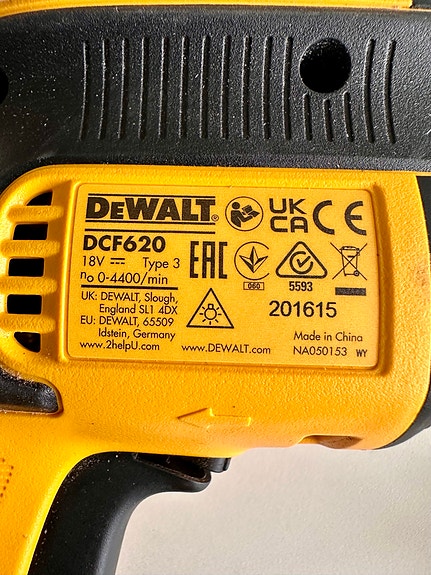 DEWALT®
UK
CA CE
DCF620
18V ⎓ Type 3
n₀ 0-4400/min
EAC
060
5593
UK: DEWALT, Slough,
England SL1 4DX
EU: DEWALT, 65509
Idstein, Germany
www.2helpU.com
201615
www.DEWALT.com
Made in China
NA050153 WY